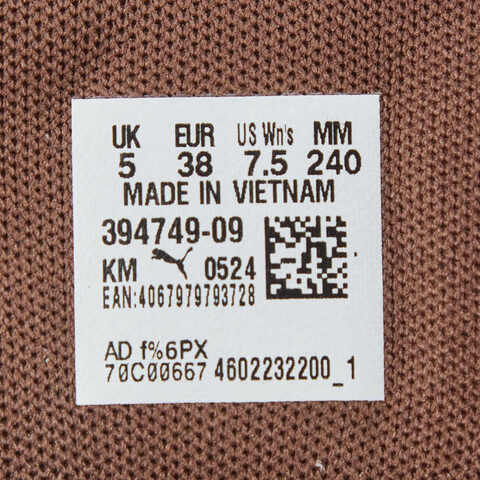 UK EUR US Wn's MM
5 38 7.5 240
MADE IN VIETNAM
394749-09
KM 0524
EAN:4067979793728
AD f%6PX
70C00667 4602232200_1